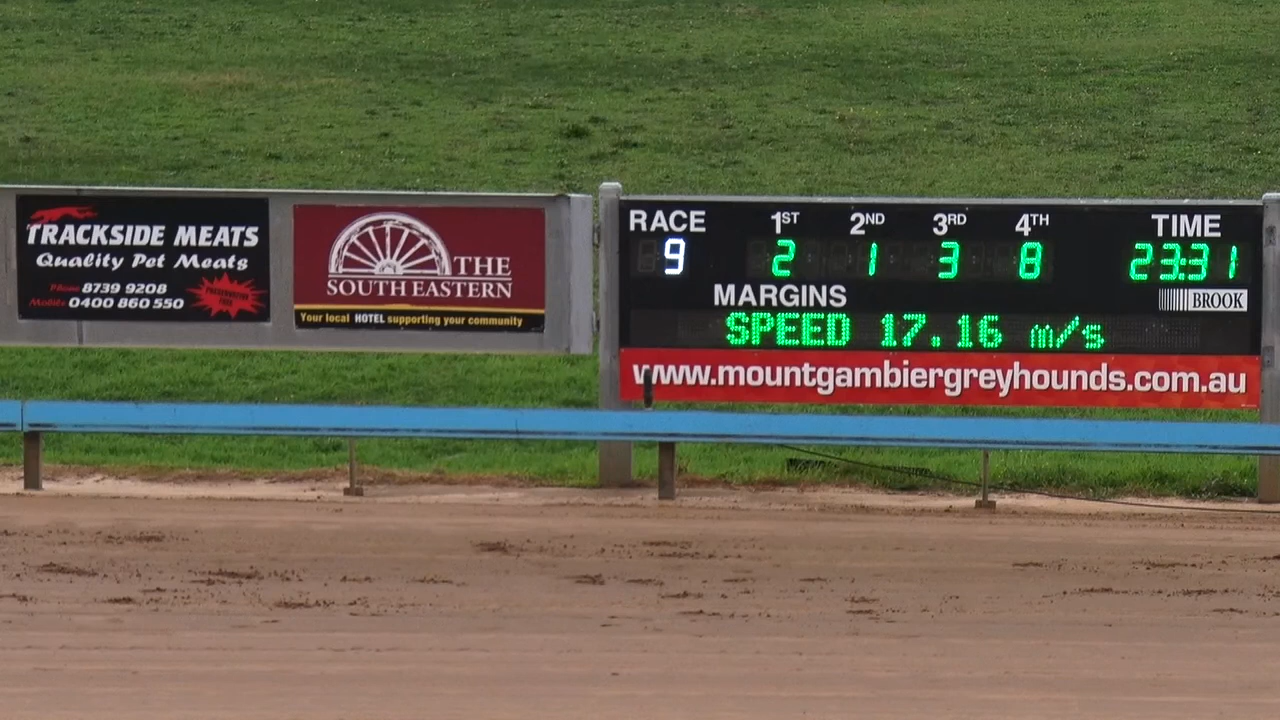 TRACKSIDE MEATS
Quality Pet Meats
Phone 8739 9208
Mobile 0400 860 550
THE
SOUTH EASTERN
Your local HOTEL supporting your community
RACE 1ST 2ND 3RD 4TH TIME
9 2 1 3 8 23:31
MARGINS
BROOK
SPEED 17.16 m/s
www.mountgambiergreyhounds.com.au